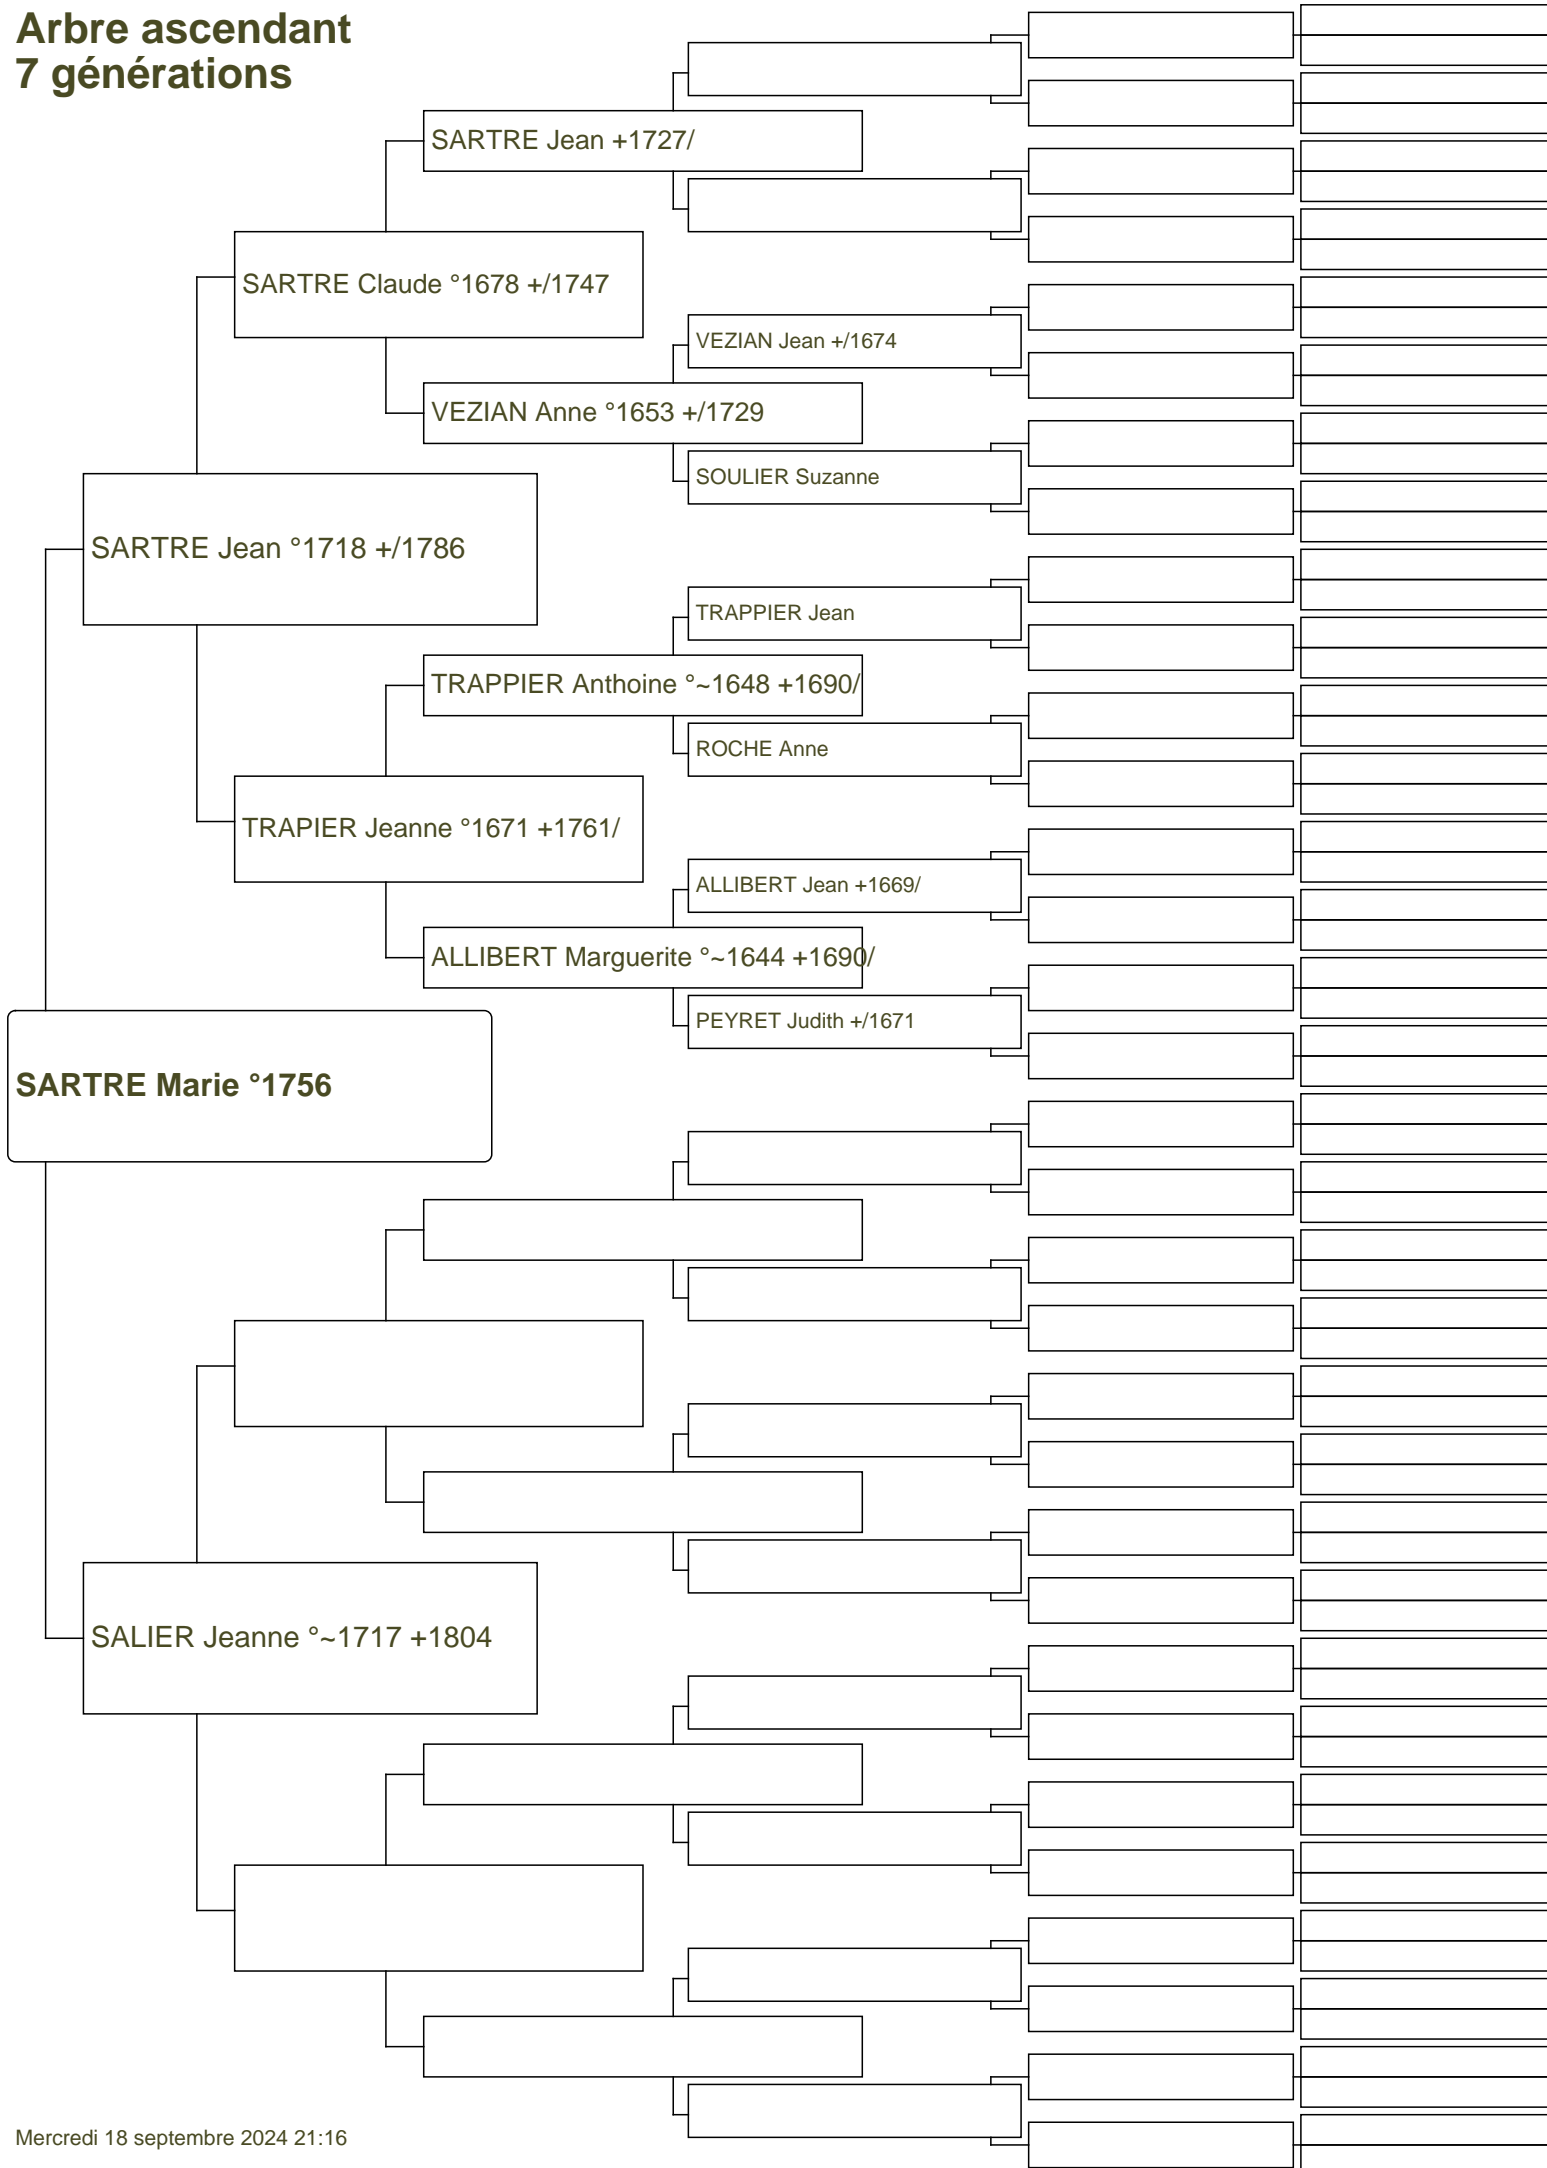 Arbre ascendant
7 générations
SARTRE Jean +1727/
SARTRE Claude °1678 +/1747
VEZIAN Jean +/1674
VEZIAN Anne °1653 +/1729
SOULIER Suzanne
SARTRE Jean °1718 +/1786
TRAPPIER Jean
TRAPPIER Anthoine °~1648 +1690/
ROCHE Anne
TRAPIER Jeanne °1671 +1761/
ALLIBERT Jean +1669/
ALLIBERT Marguerite °~1644 +1690/
PEYRET Judith +/1671
SARTRE Marie °1756
SALIER Jeanne °~1717 +1804
Mercredi 18 septembre 2024 21:16